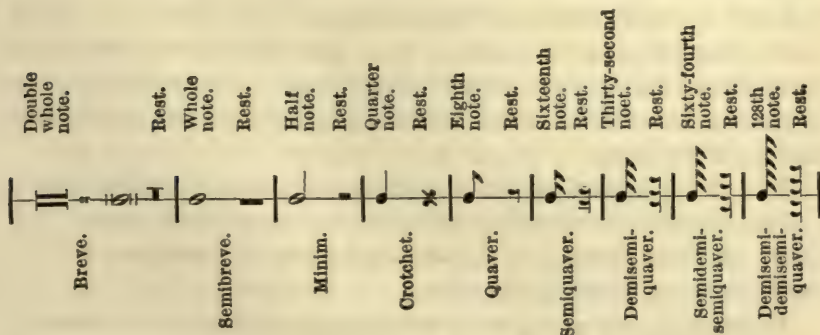 Double
whole
note.
Rest.
Whole
note.
Rest.
Half
note.
Rest.
Quarter
note.
Rest.
Eighth
note.
Rest.
Sixteenth
note.
Rest.
Thirty-second
noet.
Rest.
Sixty-fourth
note.
Rest.
128th
note.
Rest.
Breve.
Semibreve.
Minim.
Crotchet.
Quaver.
Semiquaver.
Demisemi-
quaver.
Semidemi-
semiquaver.
Demisemi-
demisemi-
quaver.